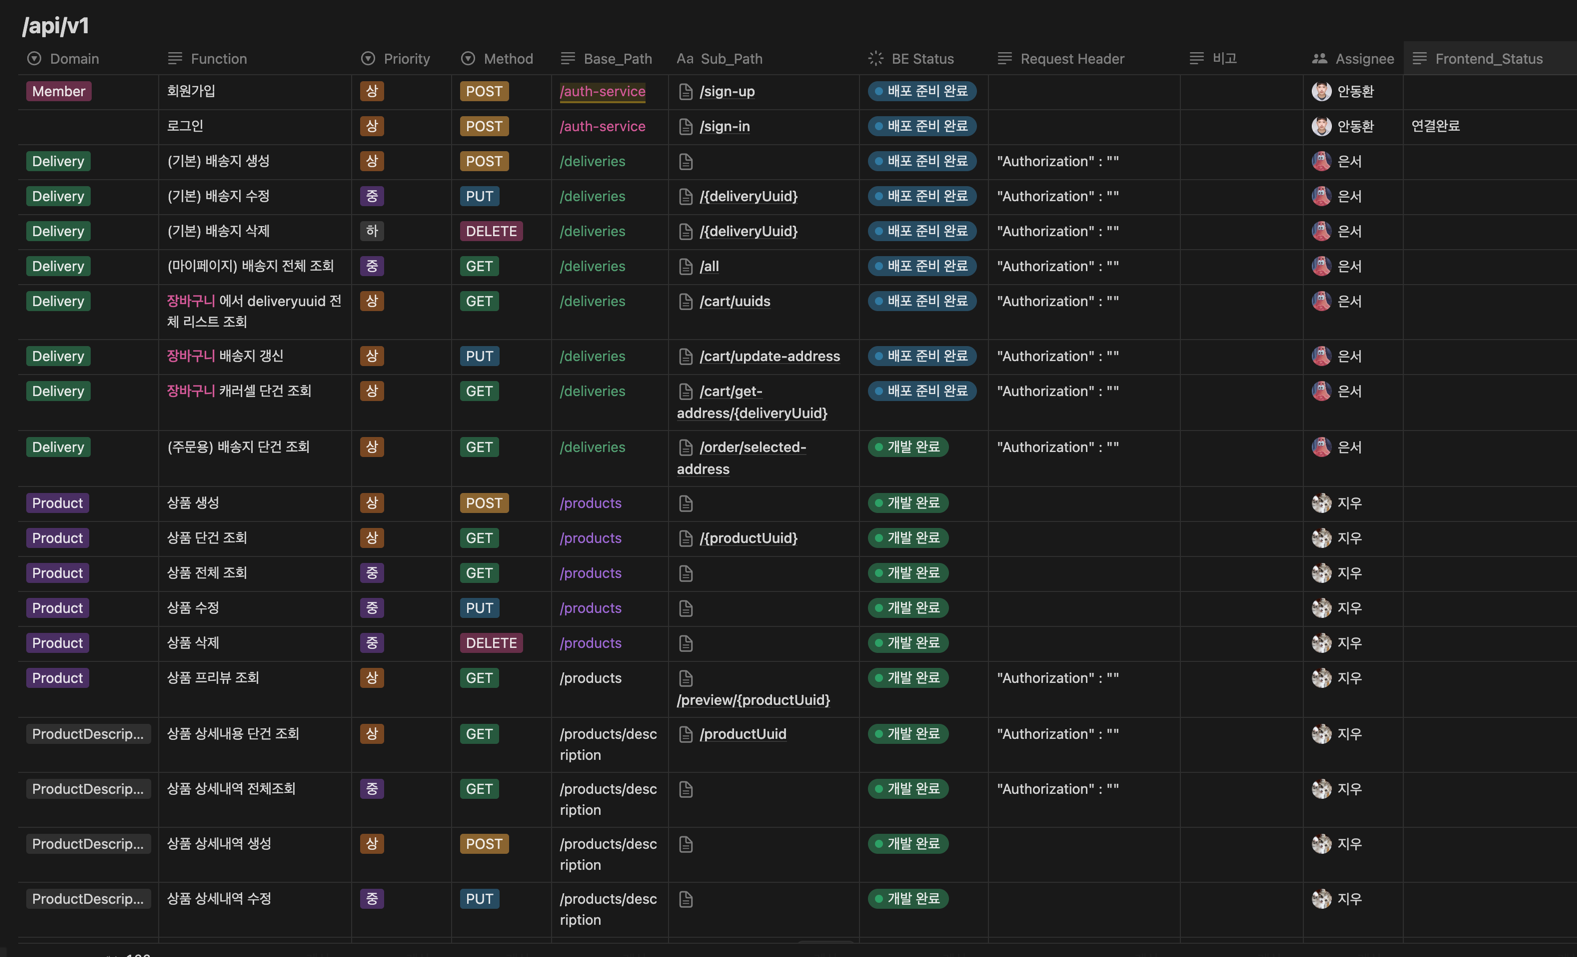 /api/v1
Domain Function Priority Method Base_Path Aa Sub_Path BE Status Request Header 비고 Assignee Frontend_Status
Member 회원가입 상 POST /auth-service /sign-up 배포 준비 완료 안동환
로그인 상 POST /auth-service /sign-in 배포 준비 완료 안동환 연결완료
Delivery (기본) 배송지 생성 상 POST /deliveries 배포 준비 완료 "Authorization" : "" 은서
Delivery (기본) 배송지 수정 중 PUT /deliveries /{deliveryUuid} 배포 준비 완료 "Authorization" : "" 은서
Delivery (기본) 배송지 삭제 하 DELETE /deliveries /{deliveryUuid} 배포 준비 완료 "Authorization" : "" 은서
Delivery (마이페이지) 배송지 전체 조회 중 GET /deliveries /all 배포 준비 완료 "Authorization" : "" 은서
Delivery 장바구니 에서 deliveryuuid 전 상 GET /deliveries /cart/uuids 배포 준비 완료 "Authorization" : "" 은서
체 리스트 조회
Delivery 장바구니 배송지 갱신 상 PUT /deliveries /cart/update-address 배포 준비 완료 "Authorization" : "" 은서
Delivery 장바구니 캐러셀 단건 조회 상 GET /deliveries /cart/get- 배포 준비 완료 "Authorization" : "" 은서
address/{deliveryUuid}
Delivery (주문용) 배송지 단건 조회 상 GET /deliveries /order/selected- 개발 완료 "Authorization" : "" 은서
address
Product 상품 생성 상 POST /products 개발 완료 지우
Product 상품 단건 조회 상 GET /products /{productUuid} 개발 완료 지우
Product 상품 전체 조회 중 GET /products 개발 완료 지우
Product 상품 수정 중 PUT /products 개발 완료 지우
Product 상품 삭제 중 DELETE /products 개발 완료 지우
Product 상품 프리뷰 조회 상 GET /products 개발 완료 "Authorization" : "" 지우
/preview/{productUuid}
ProductDescrip... 상품 상세내용 단건 조회 상 GET /products/desc /productUuid 개발 완료 "Authorization" : "" 지우
ription
ProductDescrip... 상품 상세내역 전체조회 중 GET /products/desc 개발 완료 "Authorization" : "" 지우
ription
ProductDescrip... 상품 상세내역 생성 상 POST /products/desc 개발 완료 지우
ription
ProductDescrip... 상품 상세내역 수정 중 PUT /products/desc 개발 완료 지우
ription